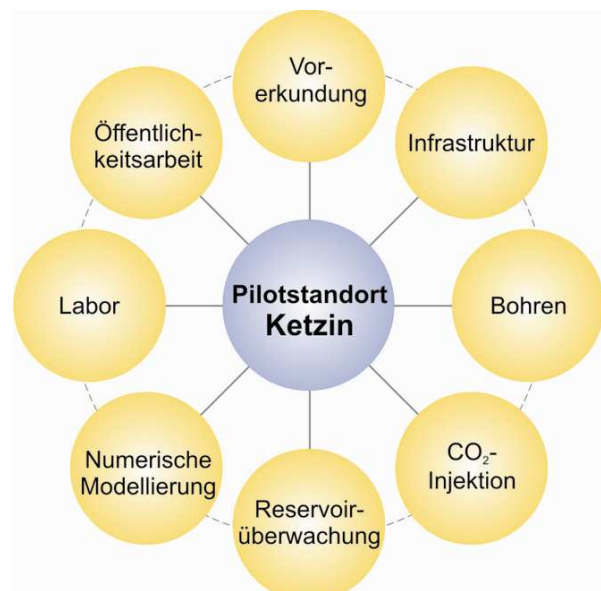 Vor-
erkundung
Öffentlich-
keitsarbeit
Infrastruktur
Labor
Pilotstandort
Ketzin
Bohren
Numerische
Modellierung
CO₂-
Injektion
Reservoir-
überwachung